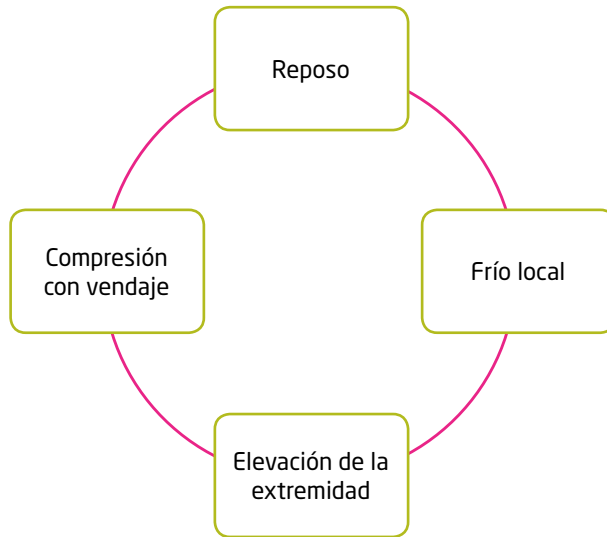 Reposo
Compresión
con vendaje
Frío local
Elevación de la
extremidad